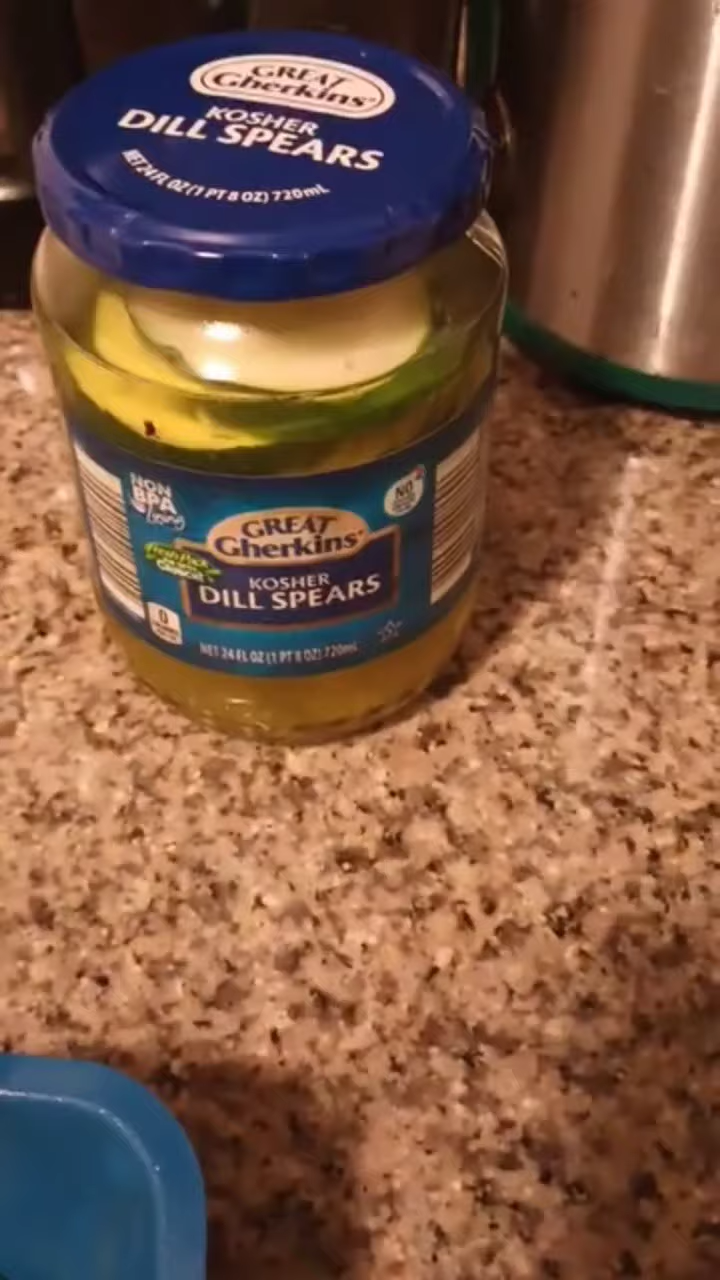 GREAT
Gherkins'
KOSHER
DILL SPEARS
NET 24 FL OZ (1 PT 8 OZ) 720mL
NON
BPA
Lining
NO
GREAT
Gherkins'
KOSHER
DILL SPEARS
0
NET 24 FL OZ (1 PT 8 OZ) 720mL